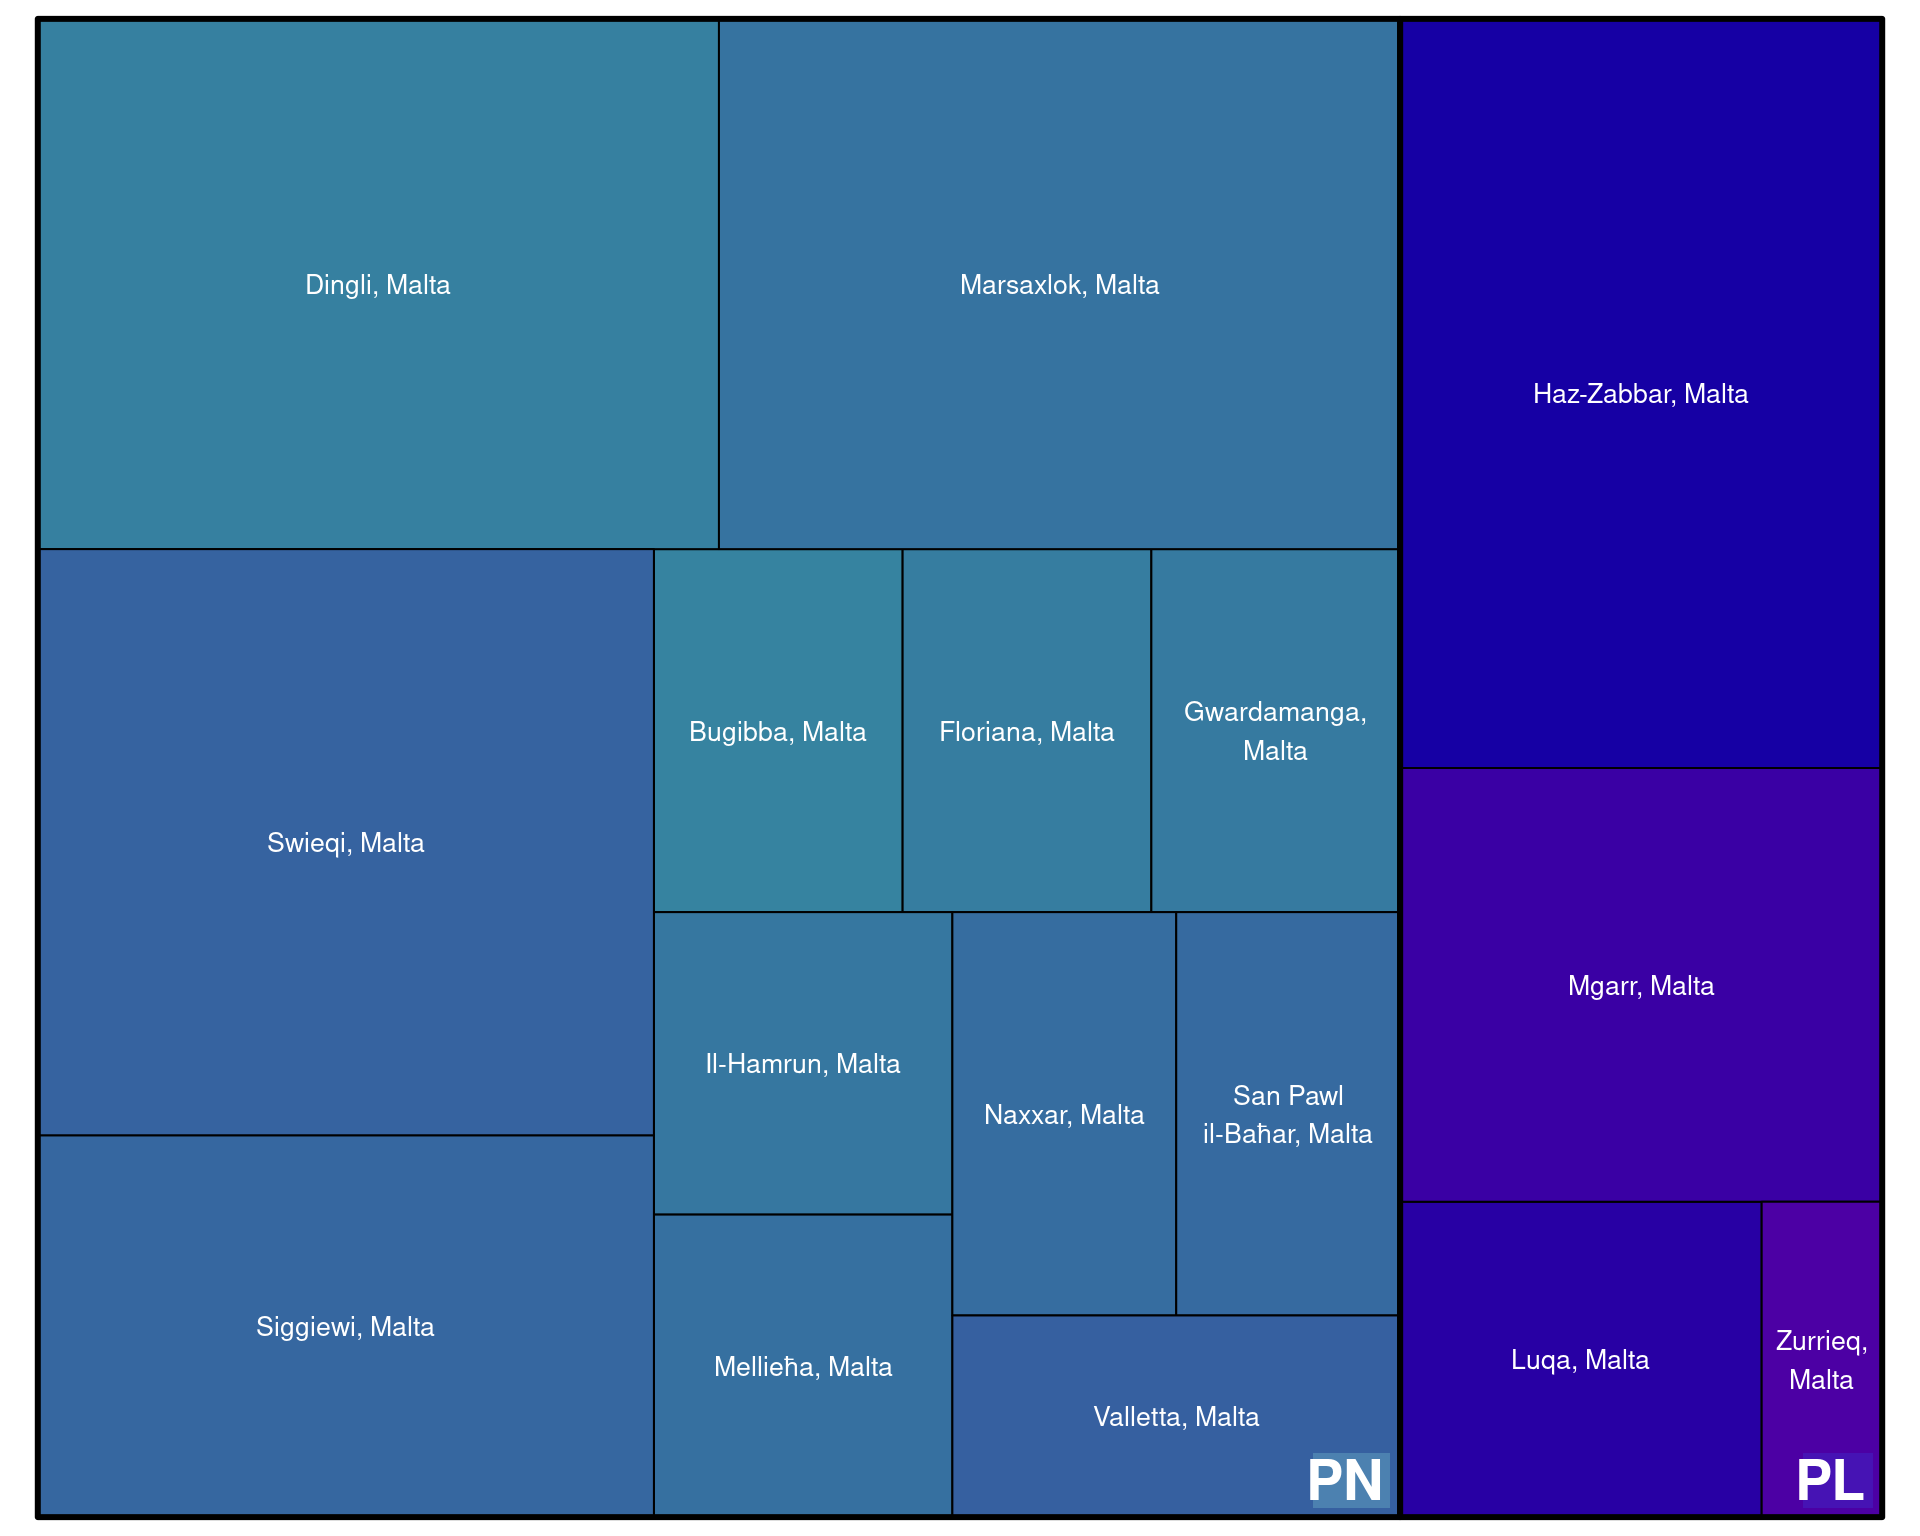 Dingli, Malta
Marsaxlok, Malta
Haz-Zabbar, Malta
Swieqi, Malta
Bugibba, Malta
Floriana, Malta
Gwardamanga,
Malta
Il-Hamrun, Malta
Naxxar, Malta
San Pawl
il-Baħar, Malta
Mgarr, Malta
Siggiewi, Malta
Mellieħa, Malta
Valletta, Malta
Luqa, Malta
Zurrieq,
Malta
PN
PL